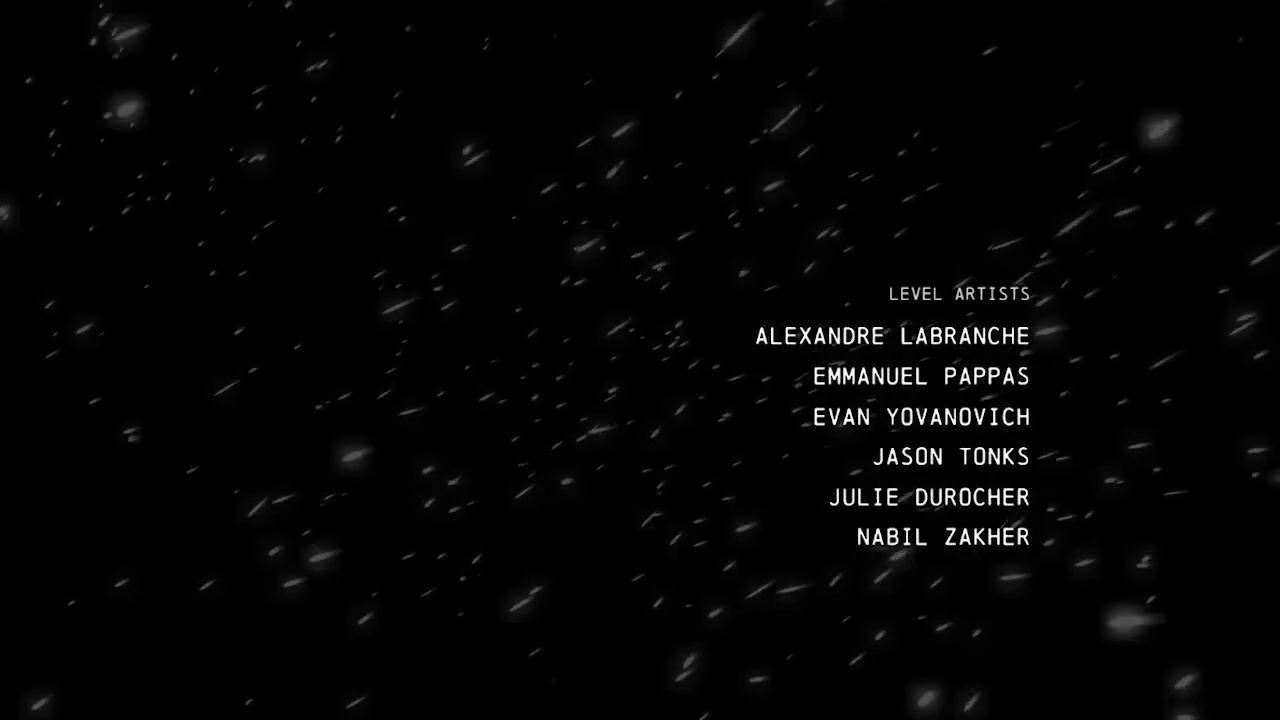 LEVEL ARTISTS
ALEXANDRE LABRANCHE
EMMANUEL PAPPAS
EVAN YOVANOVICH
JASON TONKS
JULIE DUROCHER
NABIL ZAKHER